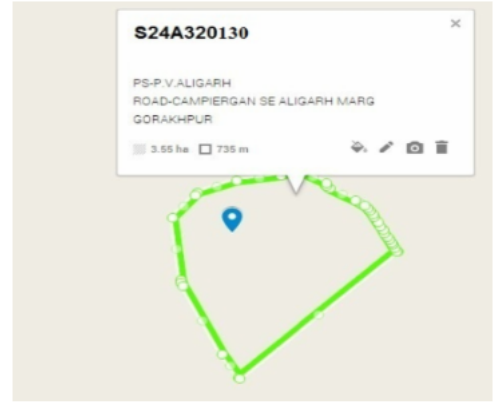 S24A320130
PS-P.V.ALIGARH
ROAD-CAMPIERGAN SE ALIGARH MARG
GORAKHPUR
3.55 ha 735 m